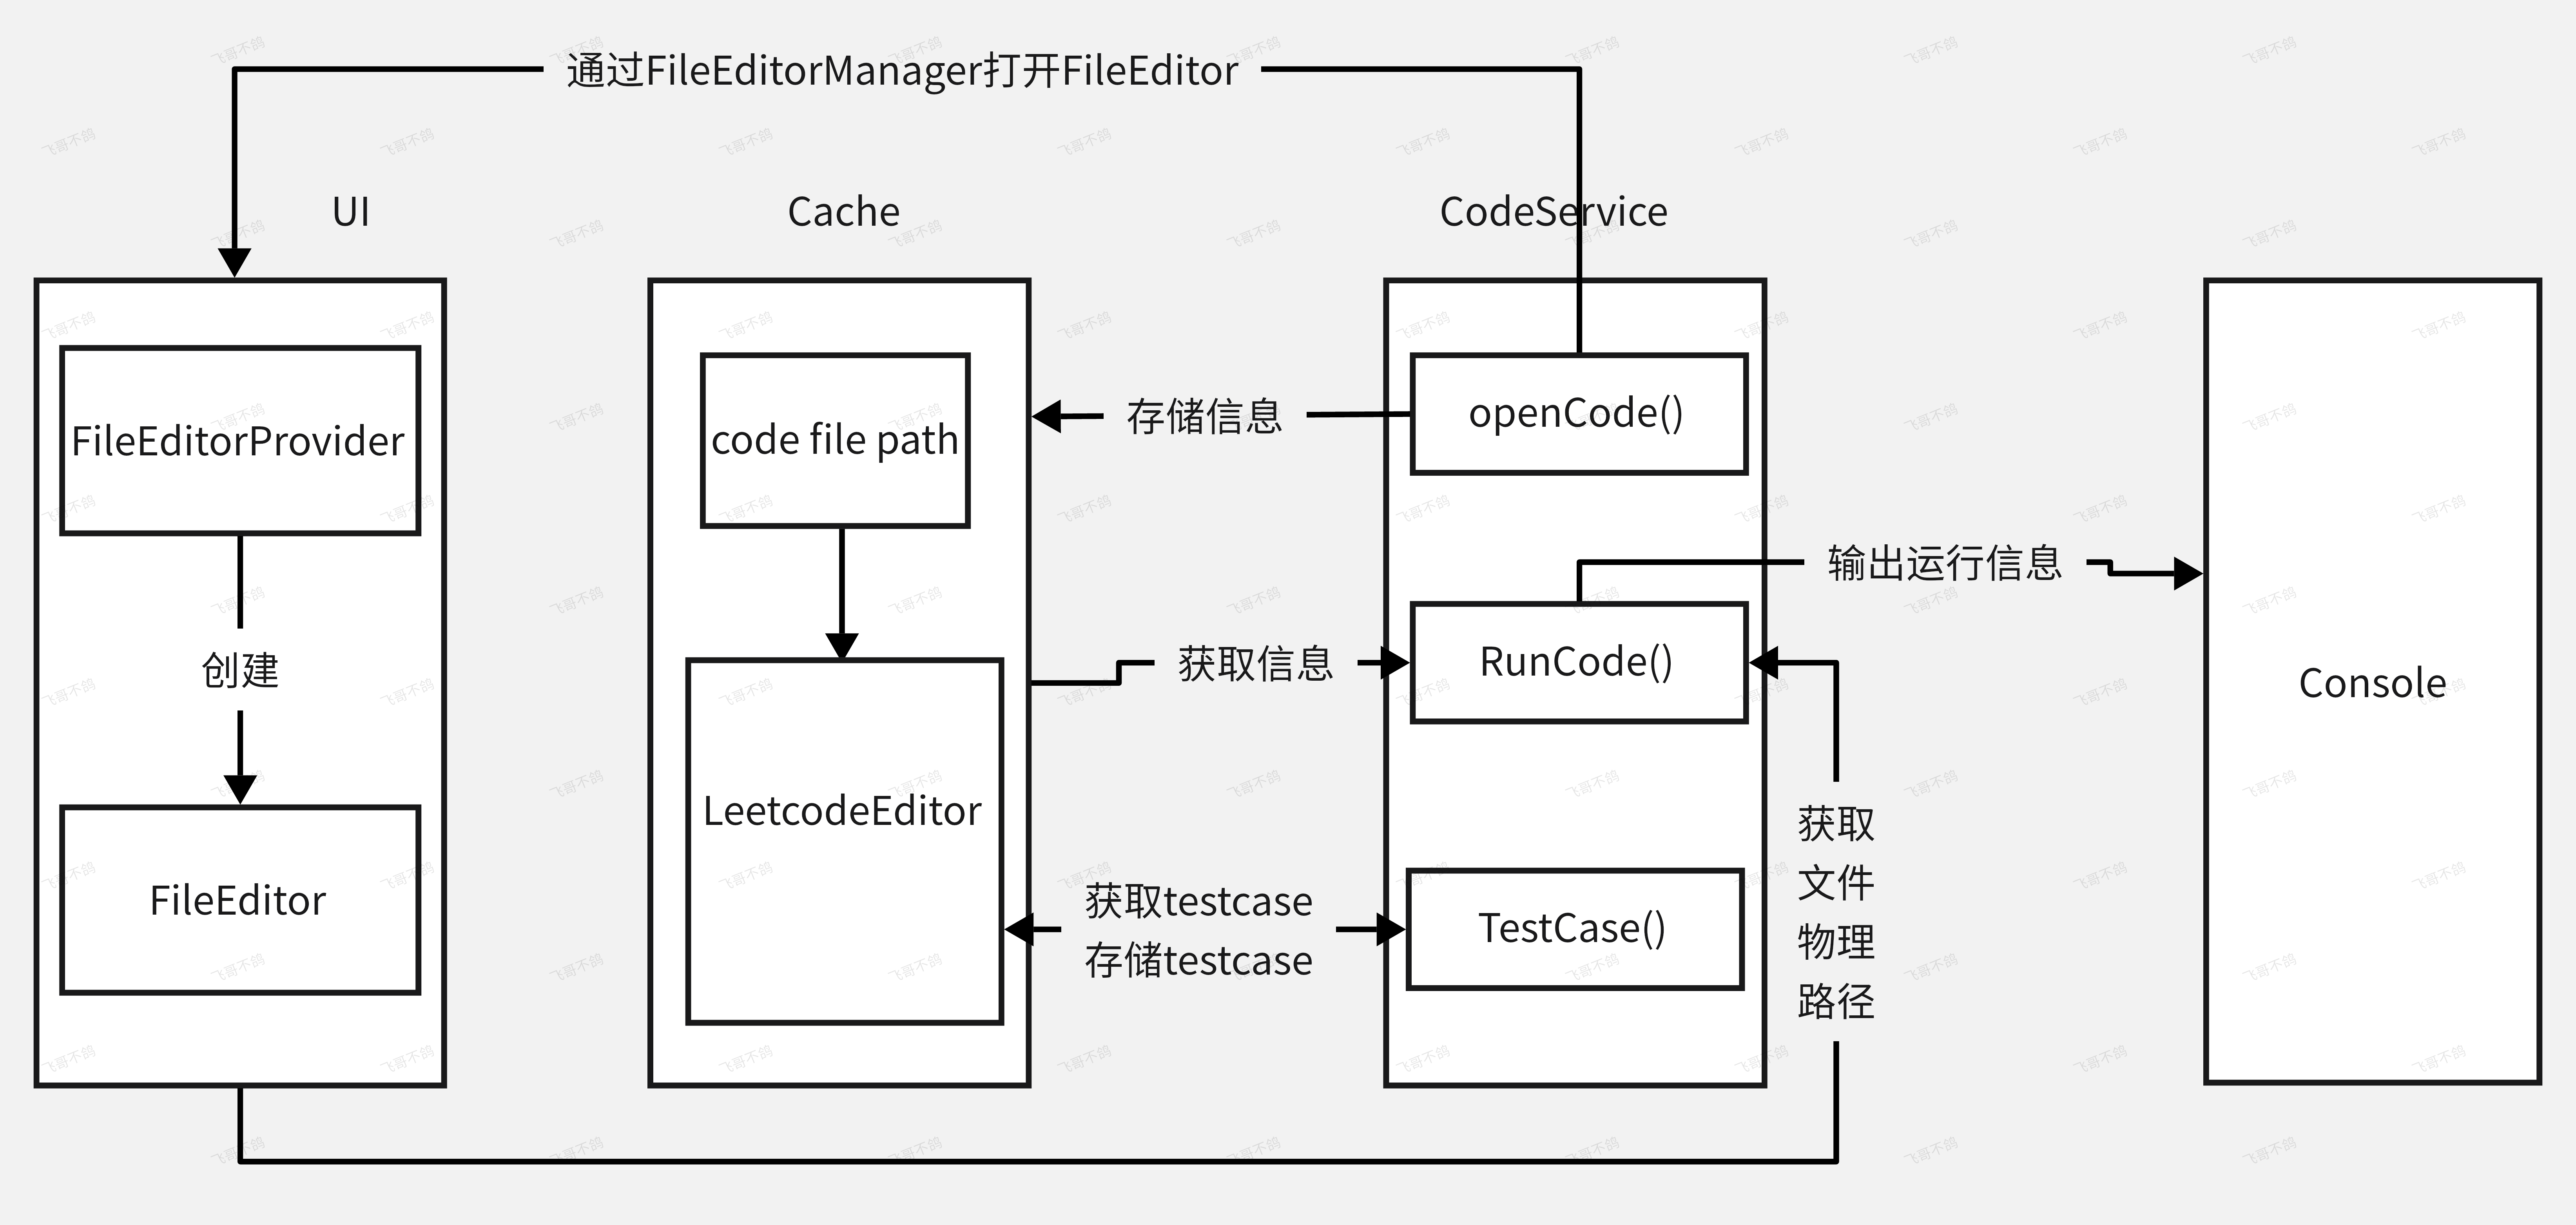 通过FileEditorManager打开FileEditor
UI
Cache
CodeService
FileEditorProvider
创建
FileEditor
code file path
LeetcodeEditor
存储信息
获取信息
获取testcase
存储testcase
openCode()
RunCode()
TestCase()
输出运行信息
获取
文件
物理
路径
Console
飞哥不鸽